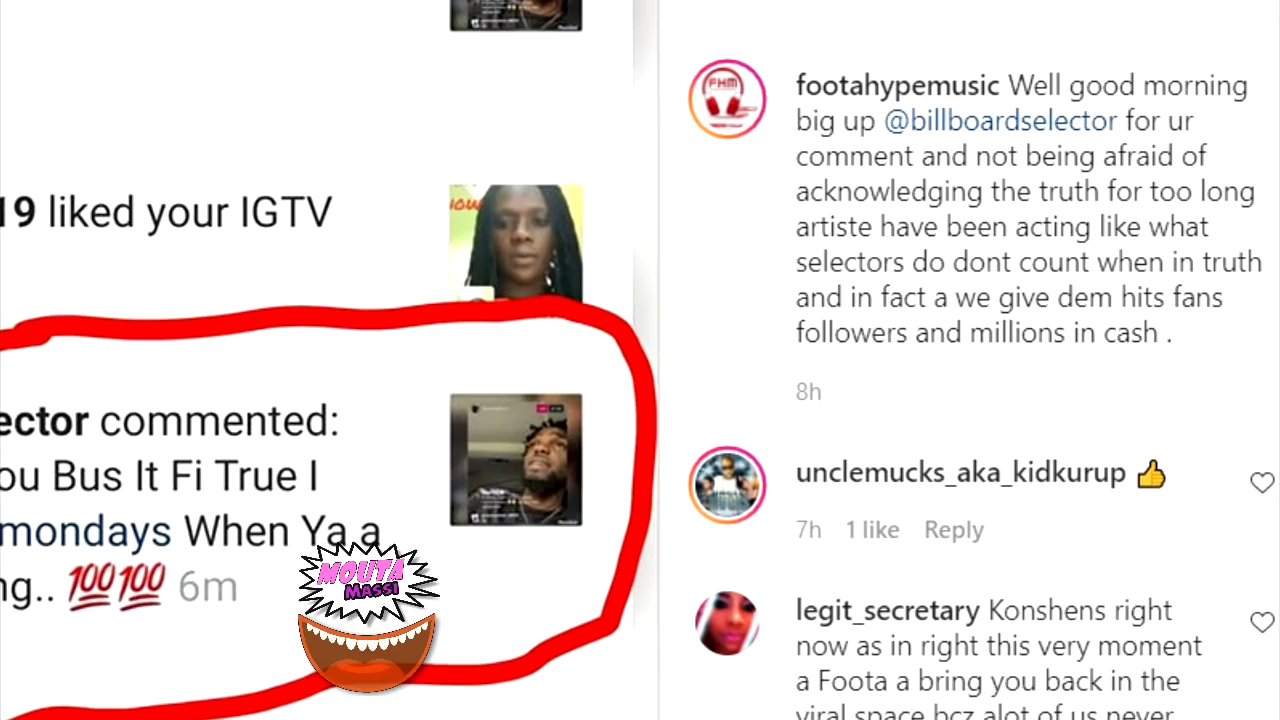 19 liked your IGTV
ector commented:
ou Bus It Fi True I
mondays When Ya a
ng.. 💯💯 6m
MOUTA
MASSI
FHM
footahypemusic Well good morning
big up @billboardselector for ur
comment and not being afraid of
acknowledging the truth for too long
artiste have been acting like what
selectors do dont count when in truth
and in fact a we give dem hits fans
followers and millions in cash .
8h
unclemucks_aka_kidkurup 👍
7h 1 like Reply
legit_secretary Konshens right
now as in right this very moment
a Foota a bring you back in the
viral space bcz alot of us never